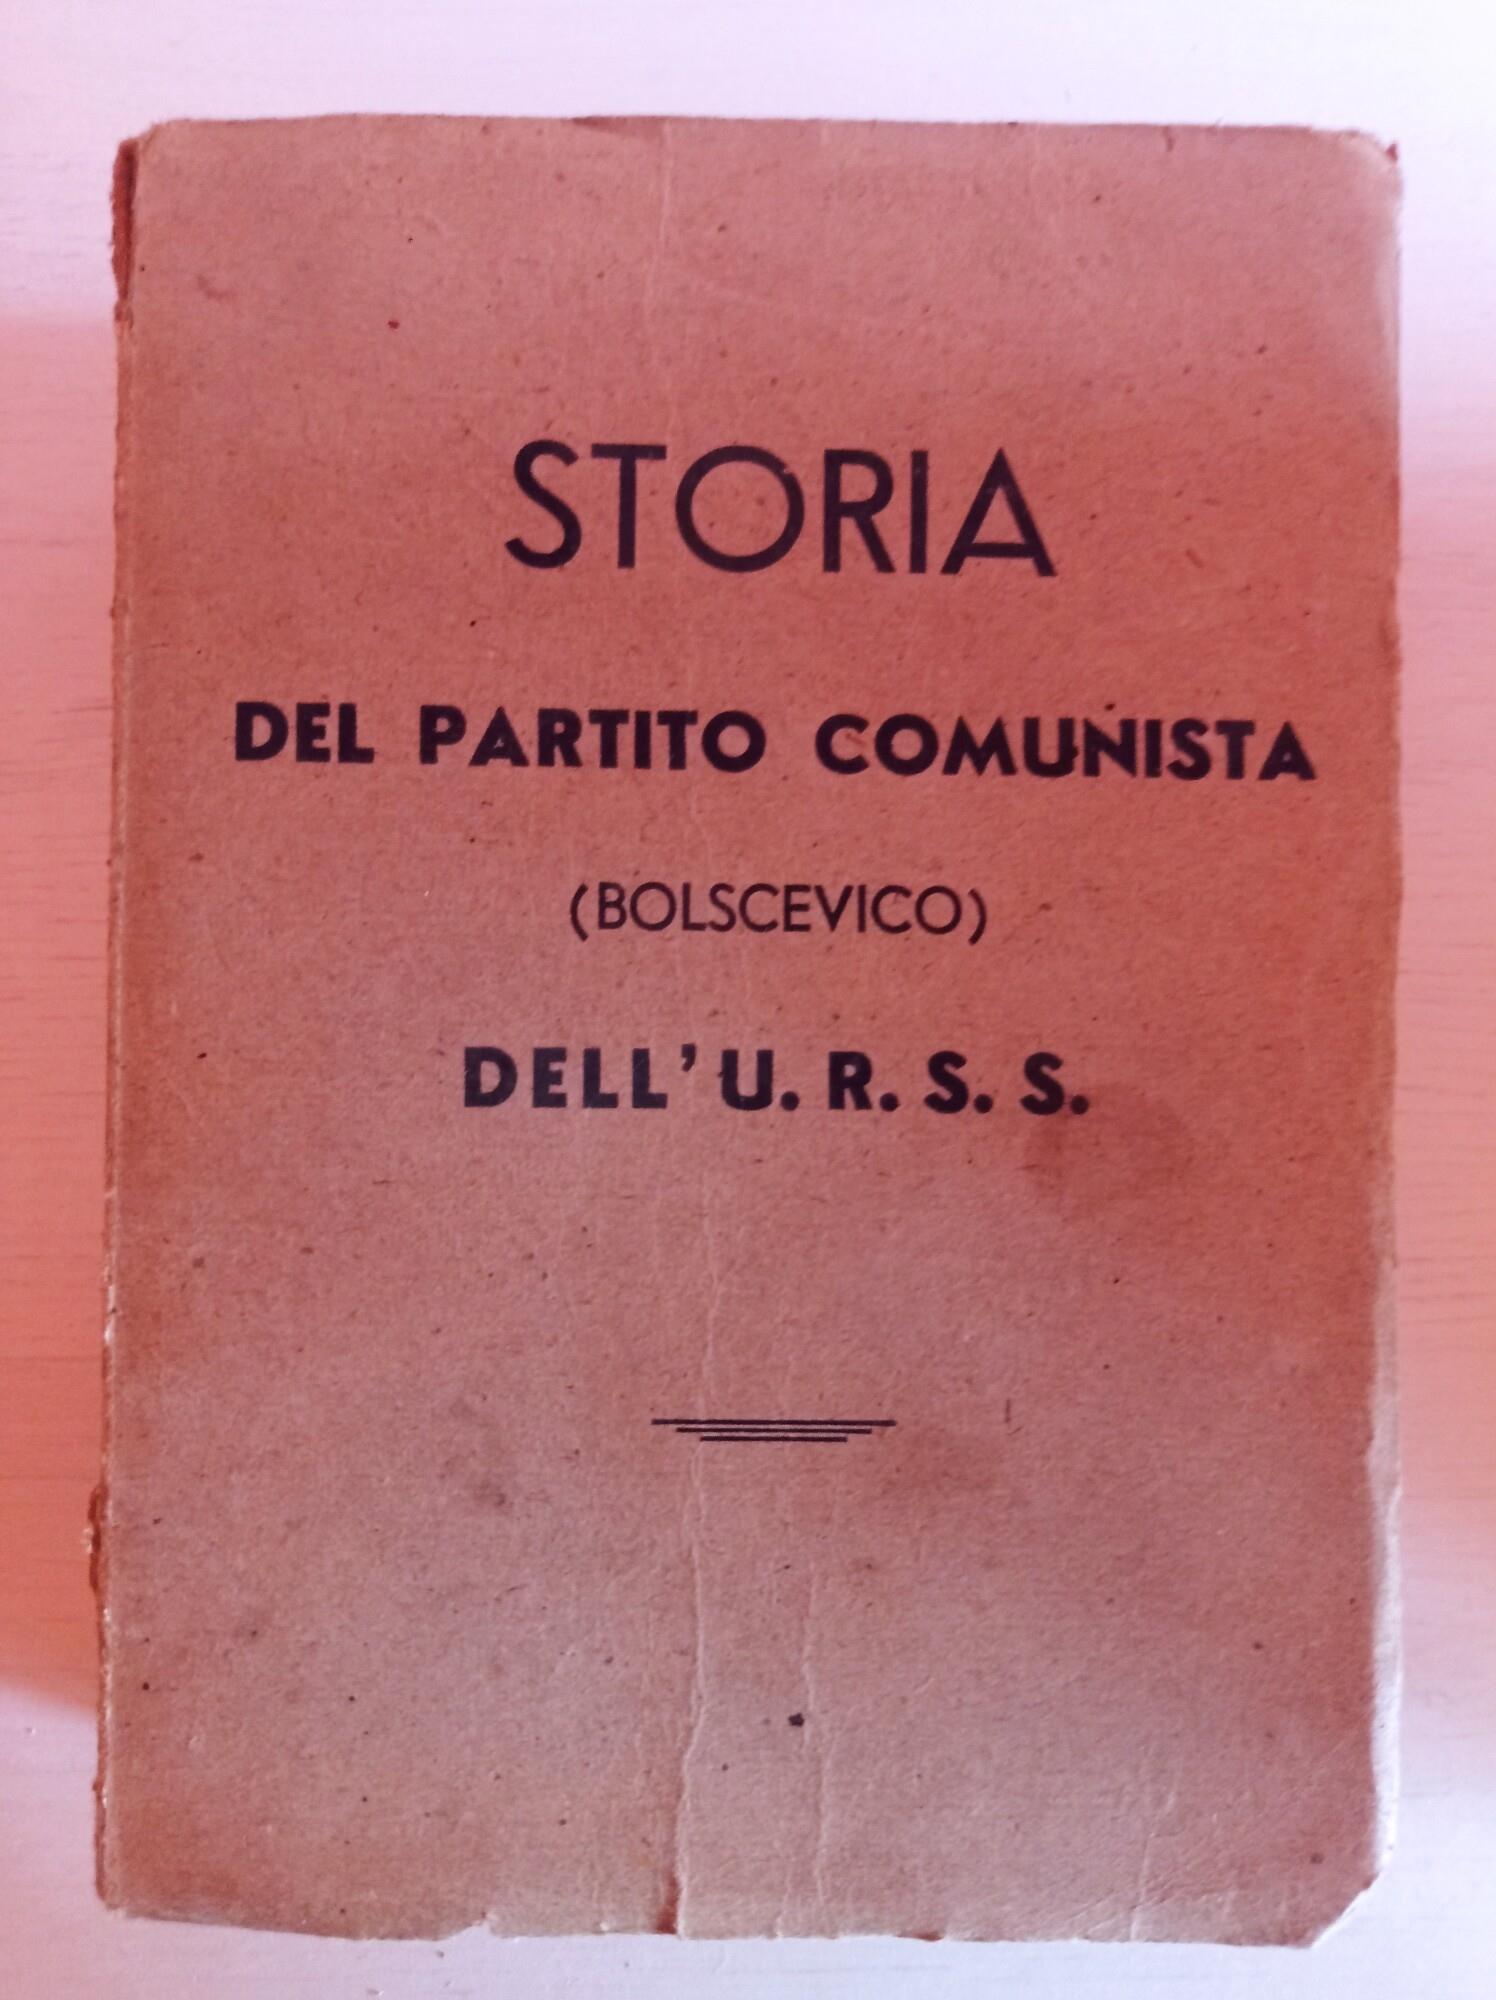 STORIA
DEL PARTITO COMUNISTA
(BOLSCEVICO)
DELL'U. R. S. S.